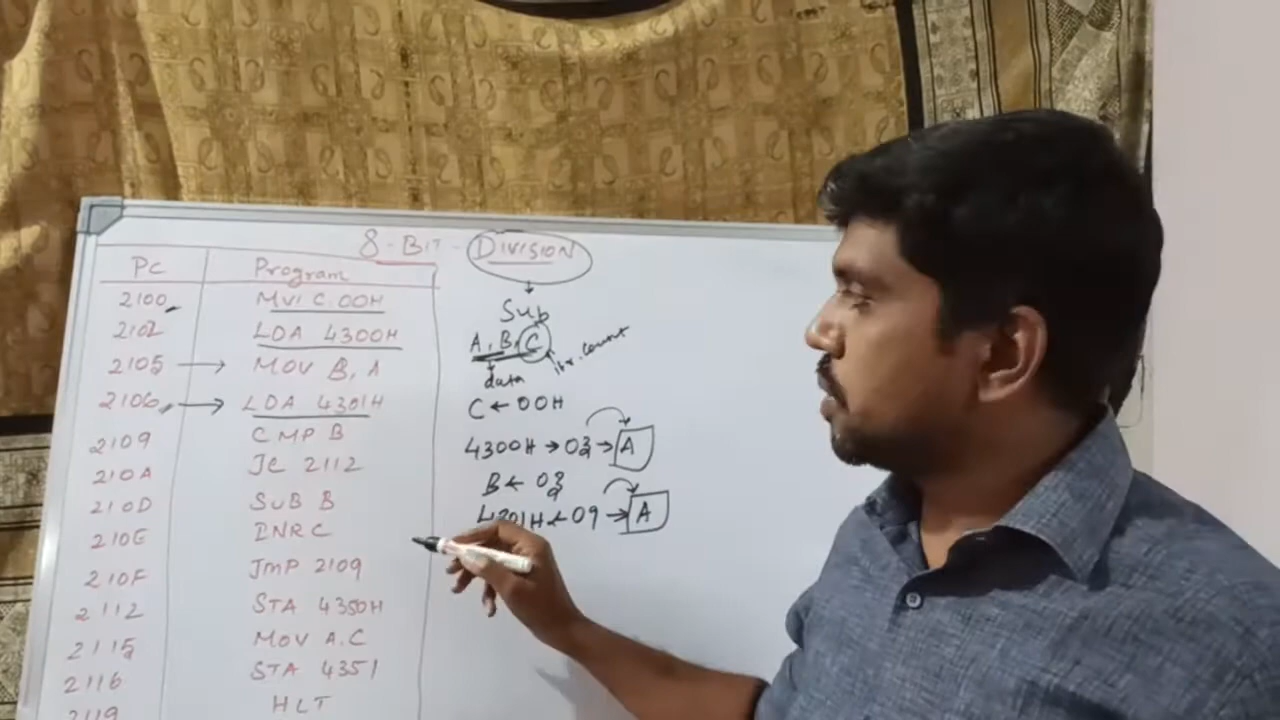 8-BIT-DIVISION
PC Program
2100 MVI C.00H
2102 LDA 4300H
2105 → MOV B, A
2106 → LDA 4301H
2109 CMP B
210A JC 2112
210D SUB B
210E INR C
210F JMP 2109
2112 STA 4350H
2115 MOV A.C
2116 STA 4351
2119 HLT
↓
Sub
A, B, C
data
C ← 00H
4300H → 03 → A
B ← 03
4301H ← 09 → A